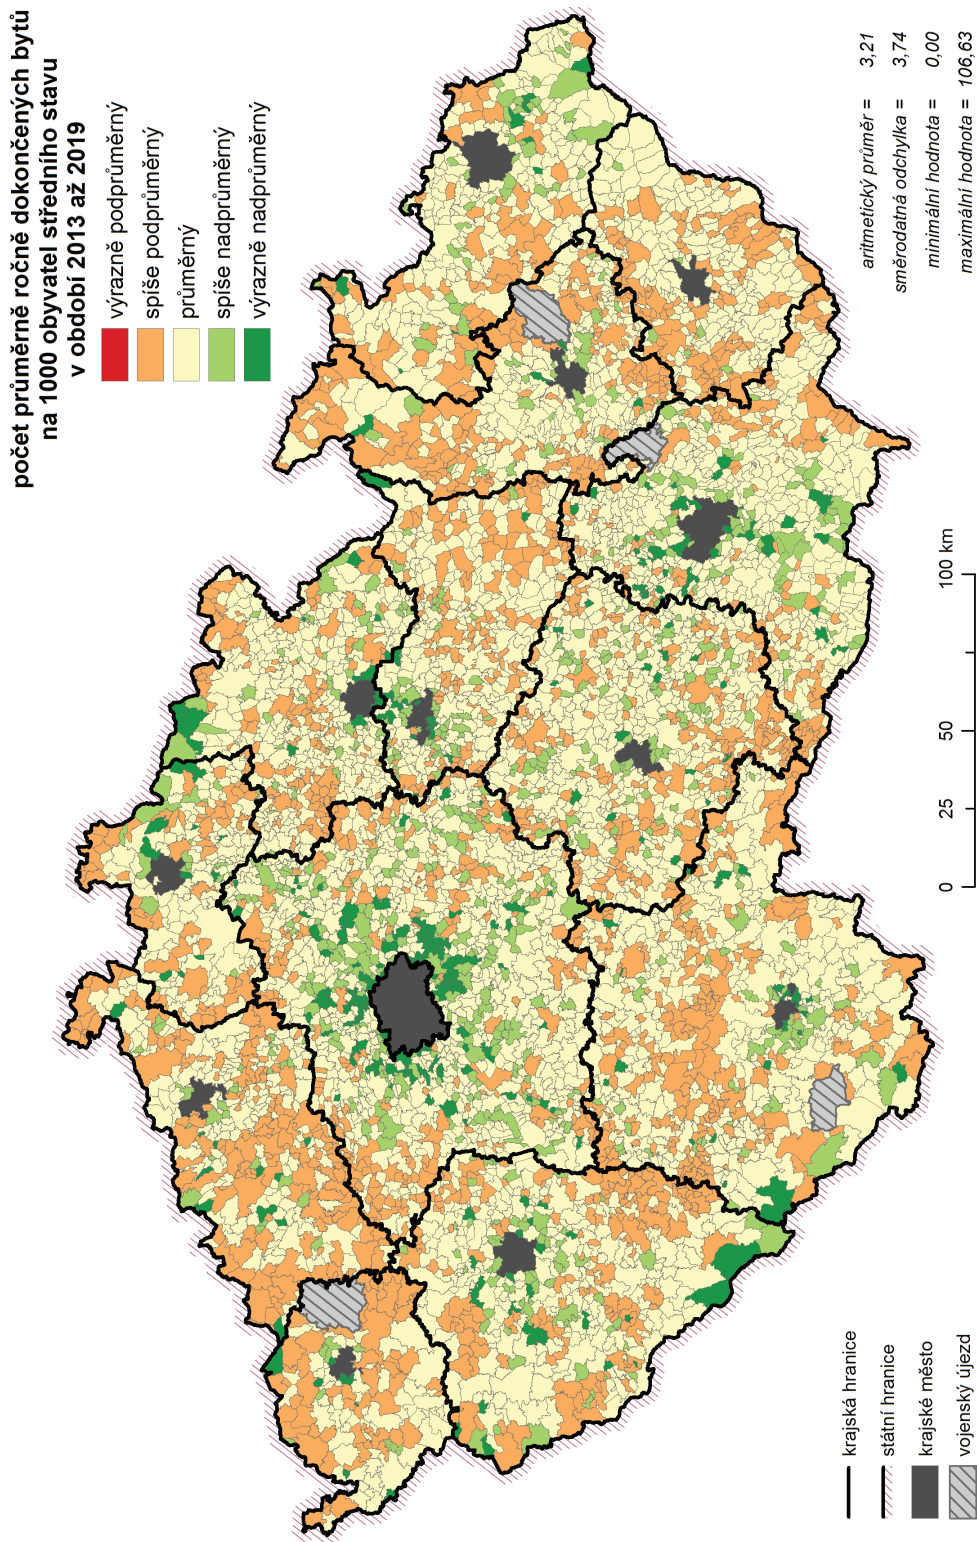 počet průměrně ročně dokončených bytů
na 1000 obyvatel středního stavu
v období 2013 až 2019
výrazně podprůměrný
spíše podprůměrný
průměrný
spíše nadprůměrný
výrazně nadprůměrný
krajská hranice
státní hranice
krajské město
vojenský újezd
0 25 50 100 km
aritmetický průměr = 3,21
směrodatná odchylka = 3,74
minimální hodnota = 0,00
maximální hodnota = 106,63